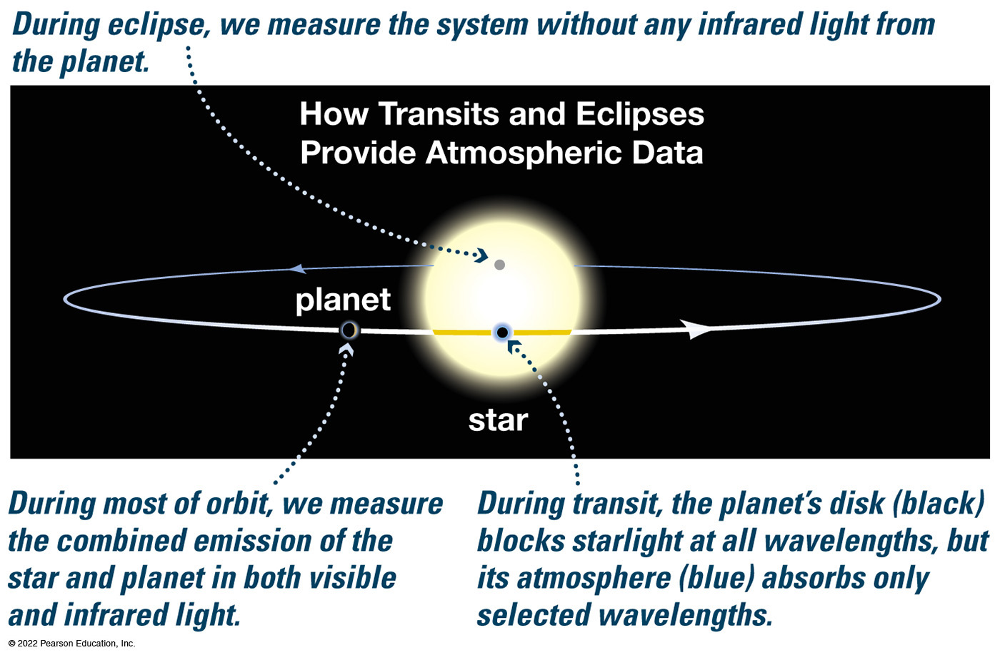 During eclipse, we measure the system without any infrared light from
the planet.
How Transits and Eclipses
Provide Atmospheric Data
planet
star
During most of orbit, we measure
the combined emission of the
star and planet in both visible
and infrared light.
During transit, the planet’s disk (black)
blocks starlight at all wavelengths, but
its atmosphere (blue) absorbs only
selected wavelengths.
© 2022 Pearson Education, Inc.